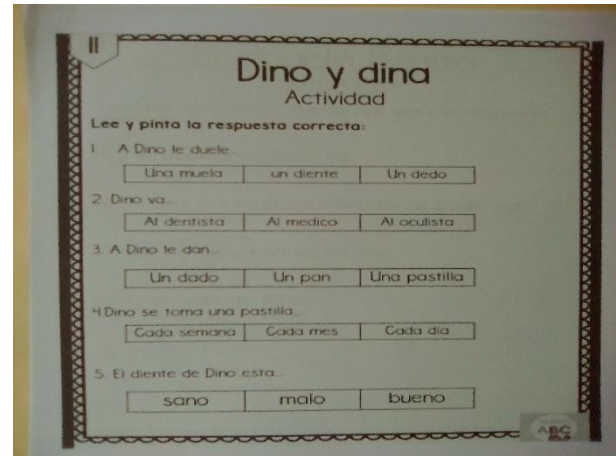 11
Dino y dina
Actividad
Lee y pinta la respuesta correcta:
1. A Dino le duele...
Una muela un diente Un dedo
2. Dino va...
Al dentista Al medico Al oculista
3. A Dino le dan...
Un dado Un pan Una pastilla
4.Dino se toma una pastilla...
Cada semana Cada mes Cada dia
5. El diente de Dino esta...
sano malo bueno
ABC